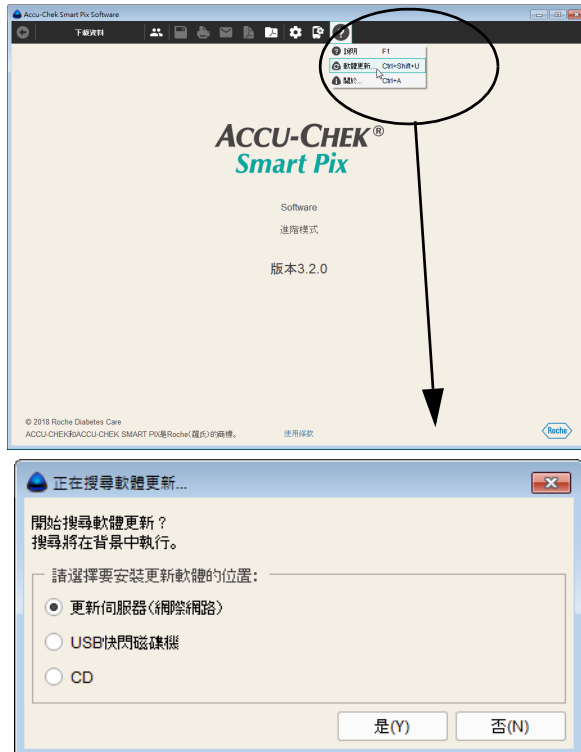 Accu-Chek Smart Pix Software
下載資料
說明 F1
軟體更新... Ctrl+Shift+U
關於... Ctrl+A
ACCU-CHEK®
Smart Pix
Software
進階模式
版本3.2.0
© 2018 Roche Diabetes Care
ACCU-CHEK和ACCU-CHEK SMART PIX是Roche(羅氏)的商標。 使用條款
Roche
正在搜尋軟體更新...
開始搜尋軟體更新？
搜尋將在背景中執行。
請選擇要安裝更新軟體的位置：
更新伺服器(網際網路)
USB快閃磁碟機
CD
是(Y) 否(N)